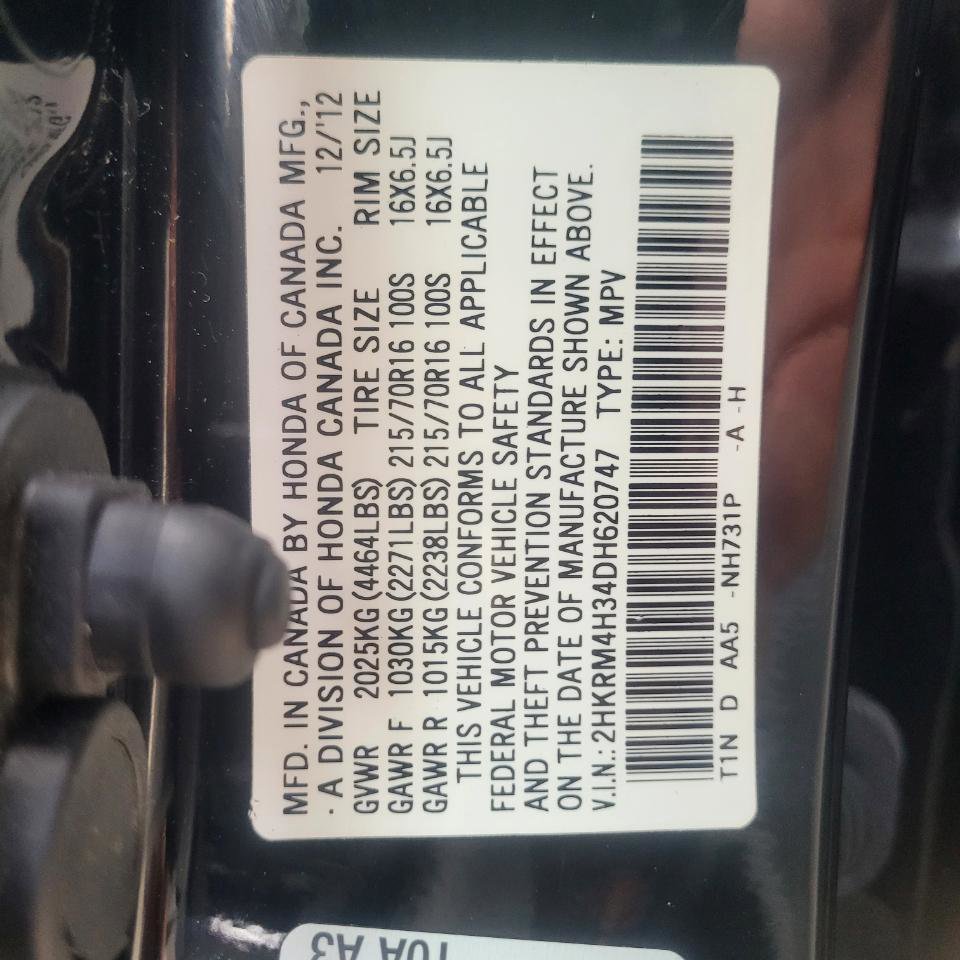 MFD. IN CANADA BY HONDA OF CANADA MFG.,
· A DIVISION OF HONDA CANADA INC. 12/'12
GVWR 2025KG (4464LBS) TIRE SIZE RIM SIZE
GAWR F 1030KG (2271LBS) 215/70R16 100S 16X6.5J
GAWR R 1015KG (2238LBS) 215/70R16 100S 16X6.5J
THIS VEHICLE CONFORMS TO ALL APPLICABLE
FEDERAL MOTOR VEHICLE SAFETY
AND THEFT PREVENTION STANDARDS IN EFFECT
ON THE DATE OF MANUFACTURE SHOWN ABOVE.
V.I.N.: 2HKRM4H34DH620747 TYPE: MPV
T1N D AA5 -NH731P -A -H
T0A A3